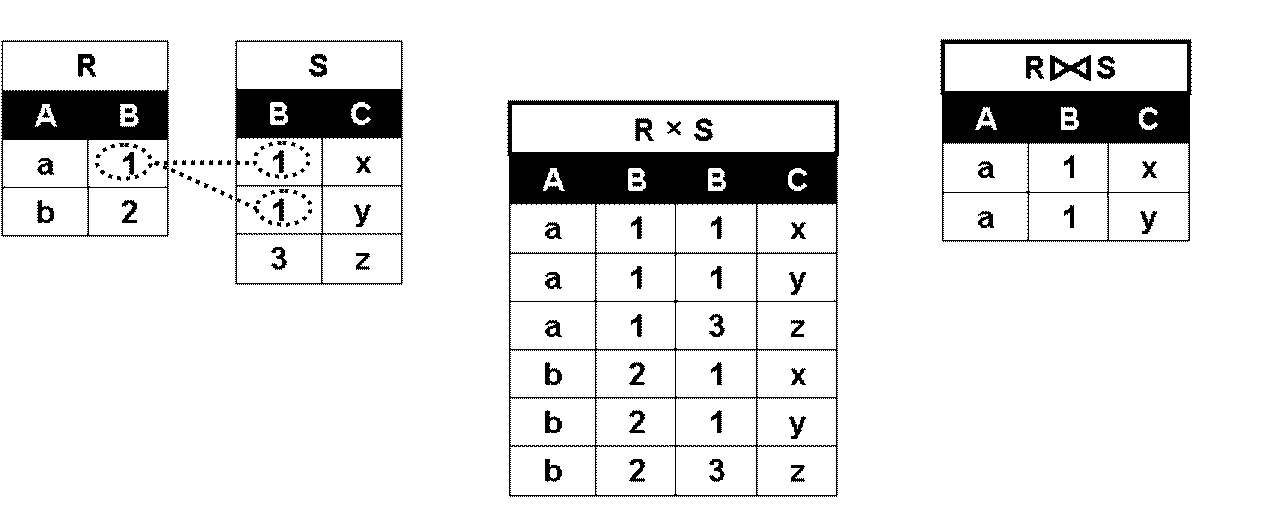 R
A B
a 1
b 2
S
B C
1 x
1 y
3 z
R × S
A B B C
a 1 1 x
a 1 1 y
a 1 3 z
b 2 1 x
b 2 1 y
b 2 3 z
R⋈S
A B C
a 1 x
a 1 y